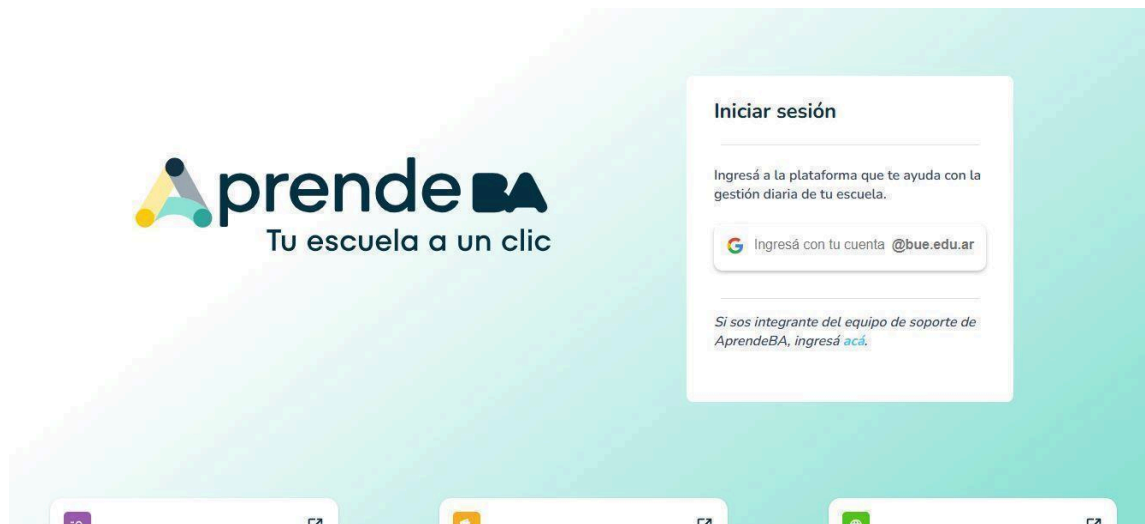 Aprende BA
Tu escuela a un clic
Iniciar sesión
Ingresá a la plataforma que te ayuda con la
gestión diaria de tu escuela.
Ingresá con tu cuenta @bue.edu.ar
Si sos integrante del equipo de soporte de
AprendeBA, ingresá acá.